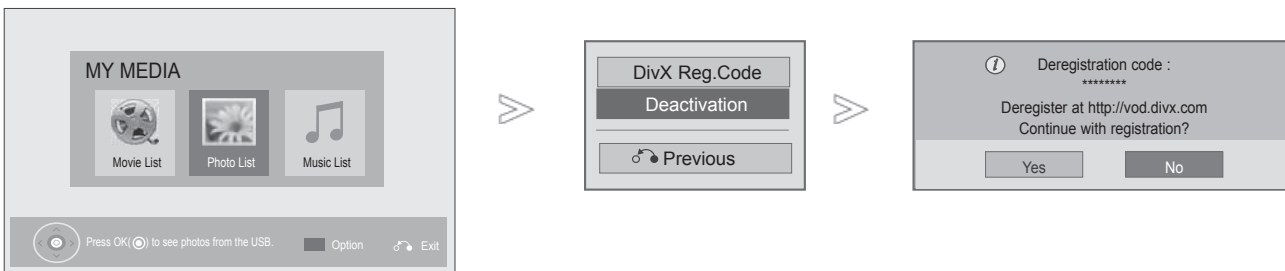 MY MEDIA
Movie List
Photo List
Music List
Press OK(◉) to see photos from the USB.
Option
Exit
DivX Reg.Code
Deactivation
Previous
i
Deregistration code :
********
Deregister at http://vod.divx.com
Continue with registration?
Yes
No